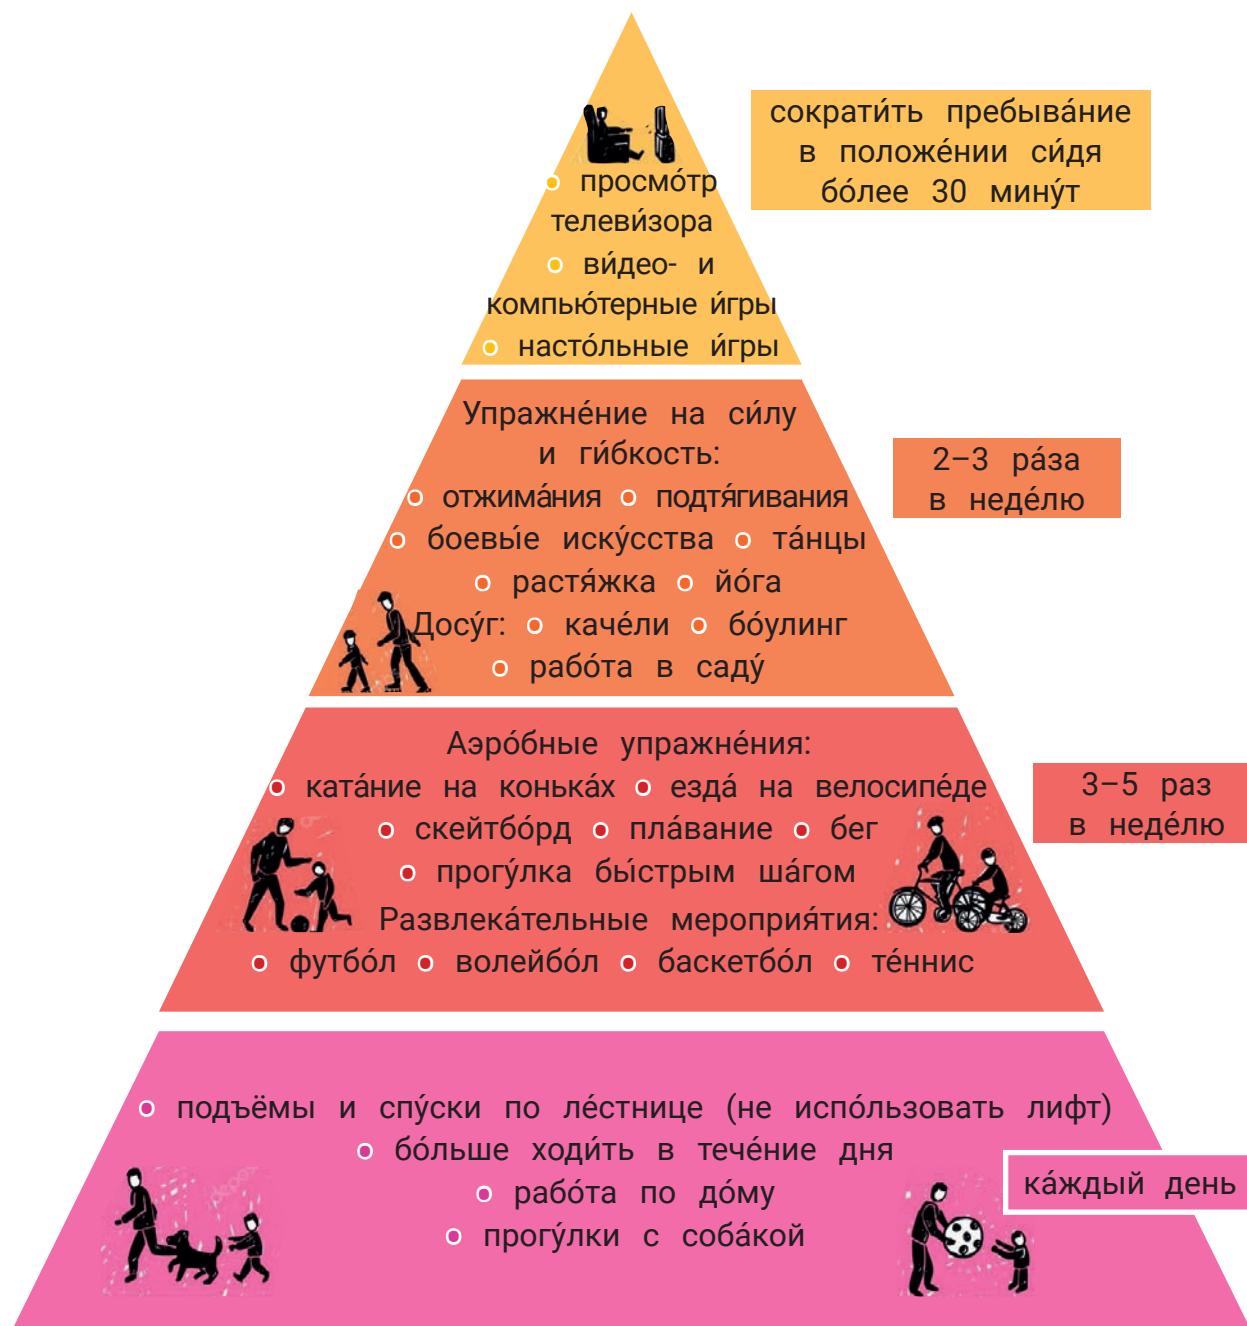 сократи́ть пребыва́ние
в положе́нии си́дя
бо́лее 30 мину́т
o просмо́тр
телеви́зора
o ви́део- и
компью́терные и́гры
o насто́льные и́гры
Упражне́ние на си́лу
и ги́бкость:
2–3 ра́за
в неде́лю
o отжима́ния o подтя́гивания
o боевы́е иску́сства o та́нцы
o растя́жка o йо́га
Досу́г: o каче́ли o бо́улинг
o рабо́та в саду́
Аэро́бные упражне́ния:
3–5 раз
в неде́лю
o ката́ние на конька́х o езда́ на велосипе́де
o скейтбо́рд o пла́вание o бег
o прогу́лка бы́стрым ша́гом
Развлека́тельные мероприя́тия:
o футбо́л o волейбо́л o баскетбо́л o те́ннис
o подъёмы и спу́ски по ле́стнице (не испо́льзовать лифт)
o бо́льше ходи́ть в тече́ние дня
ка́ждый день
o рабо́та по до́му
o прогу́лки с соба́кой